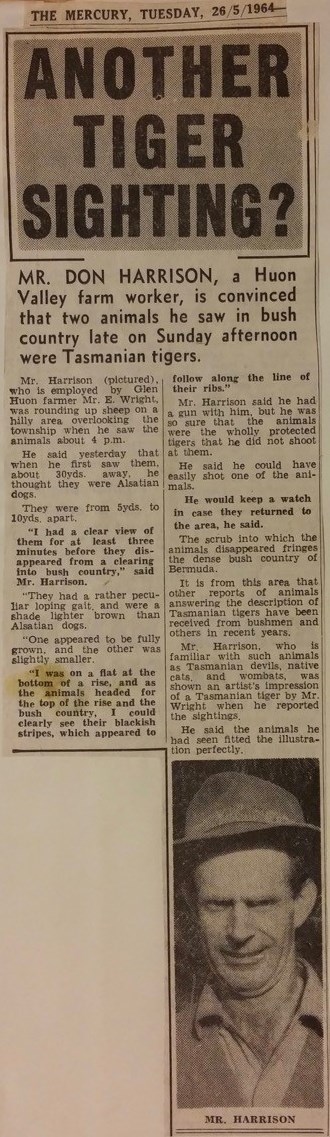 THE MERCURY, TUESDAY, 26/5/1964
ANOTHER
TIGER
SIGHTING?
MR. DON HARRISON, a Huon
Valley farm worker, is convinced
that two animals he saw in bush
country late on Sunday afternoon
were Tasmanian tigers.
Mr. Harrison (pictured),
who is employed by Glen
Huon farmer Mr. E. Wright,
was rounding up sheep on a
hilly area overlooking the
township when he saw the
animals about 4 p.m.
He said yesterday that
when he first saw them,
about 30yds. away, he
thought they were Alsatian
dogs.
They were from 5yds. to
10yds. apart.
"I had a clear view of
them for at least three
minutes before they dis-
appeared from a clearing
into bush country," said
Mr. Harrison.
"They had a rather pecu-
liar loping gait, and were a
shade lighter brown than
Alsatian dogs.
"One appeared to be fully
grown, and the other was
slightly smaller.
"I was on a flat at the
bottom of a rise, and as
the animals headed for
the top of the rise and the
bush country, I could
clearly see their blackish
stripes, which appeared to
follow along the line of
their ribs."
Mr. Harrison said he had
a gun with him, but he was
so sure that the animals
were the wholly protected
tigers that he did not shoot
at them.
He said he could have
easily shot one of the ani-
mals.
He would keep a watch
in case they returned to
the area, he said.
The scrub into which the
animals disappeared fringes
the dense bush country of
Bermuda.
It is from this area that
other reports of animals
answering the description of
Tasmanian tigers have been
received from bushmen and
others in recent years.
Mr. Harrison, who is
familiar with such animals
as Tasmanian devils, native
cats, and wombats, was
shown an artist's impression
of a Tasmanian tiger by Mr.
Wright when he reported
the sightings.
He said the animals he
had seen fitted the illustra-
tion perfectly.
MR. HARRISON